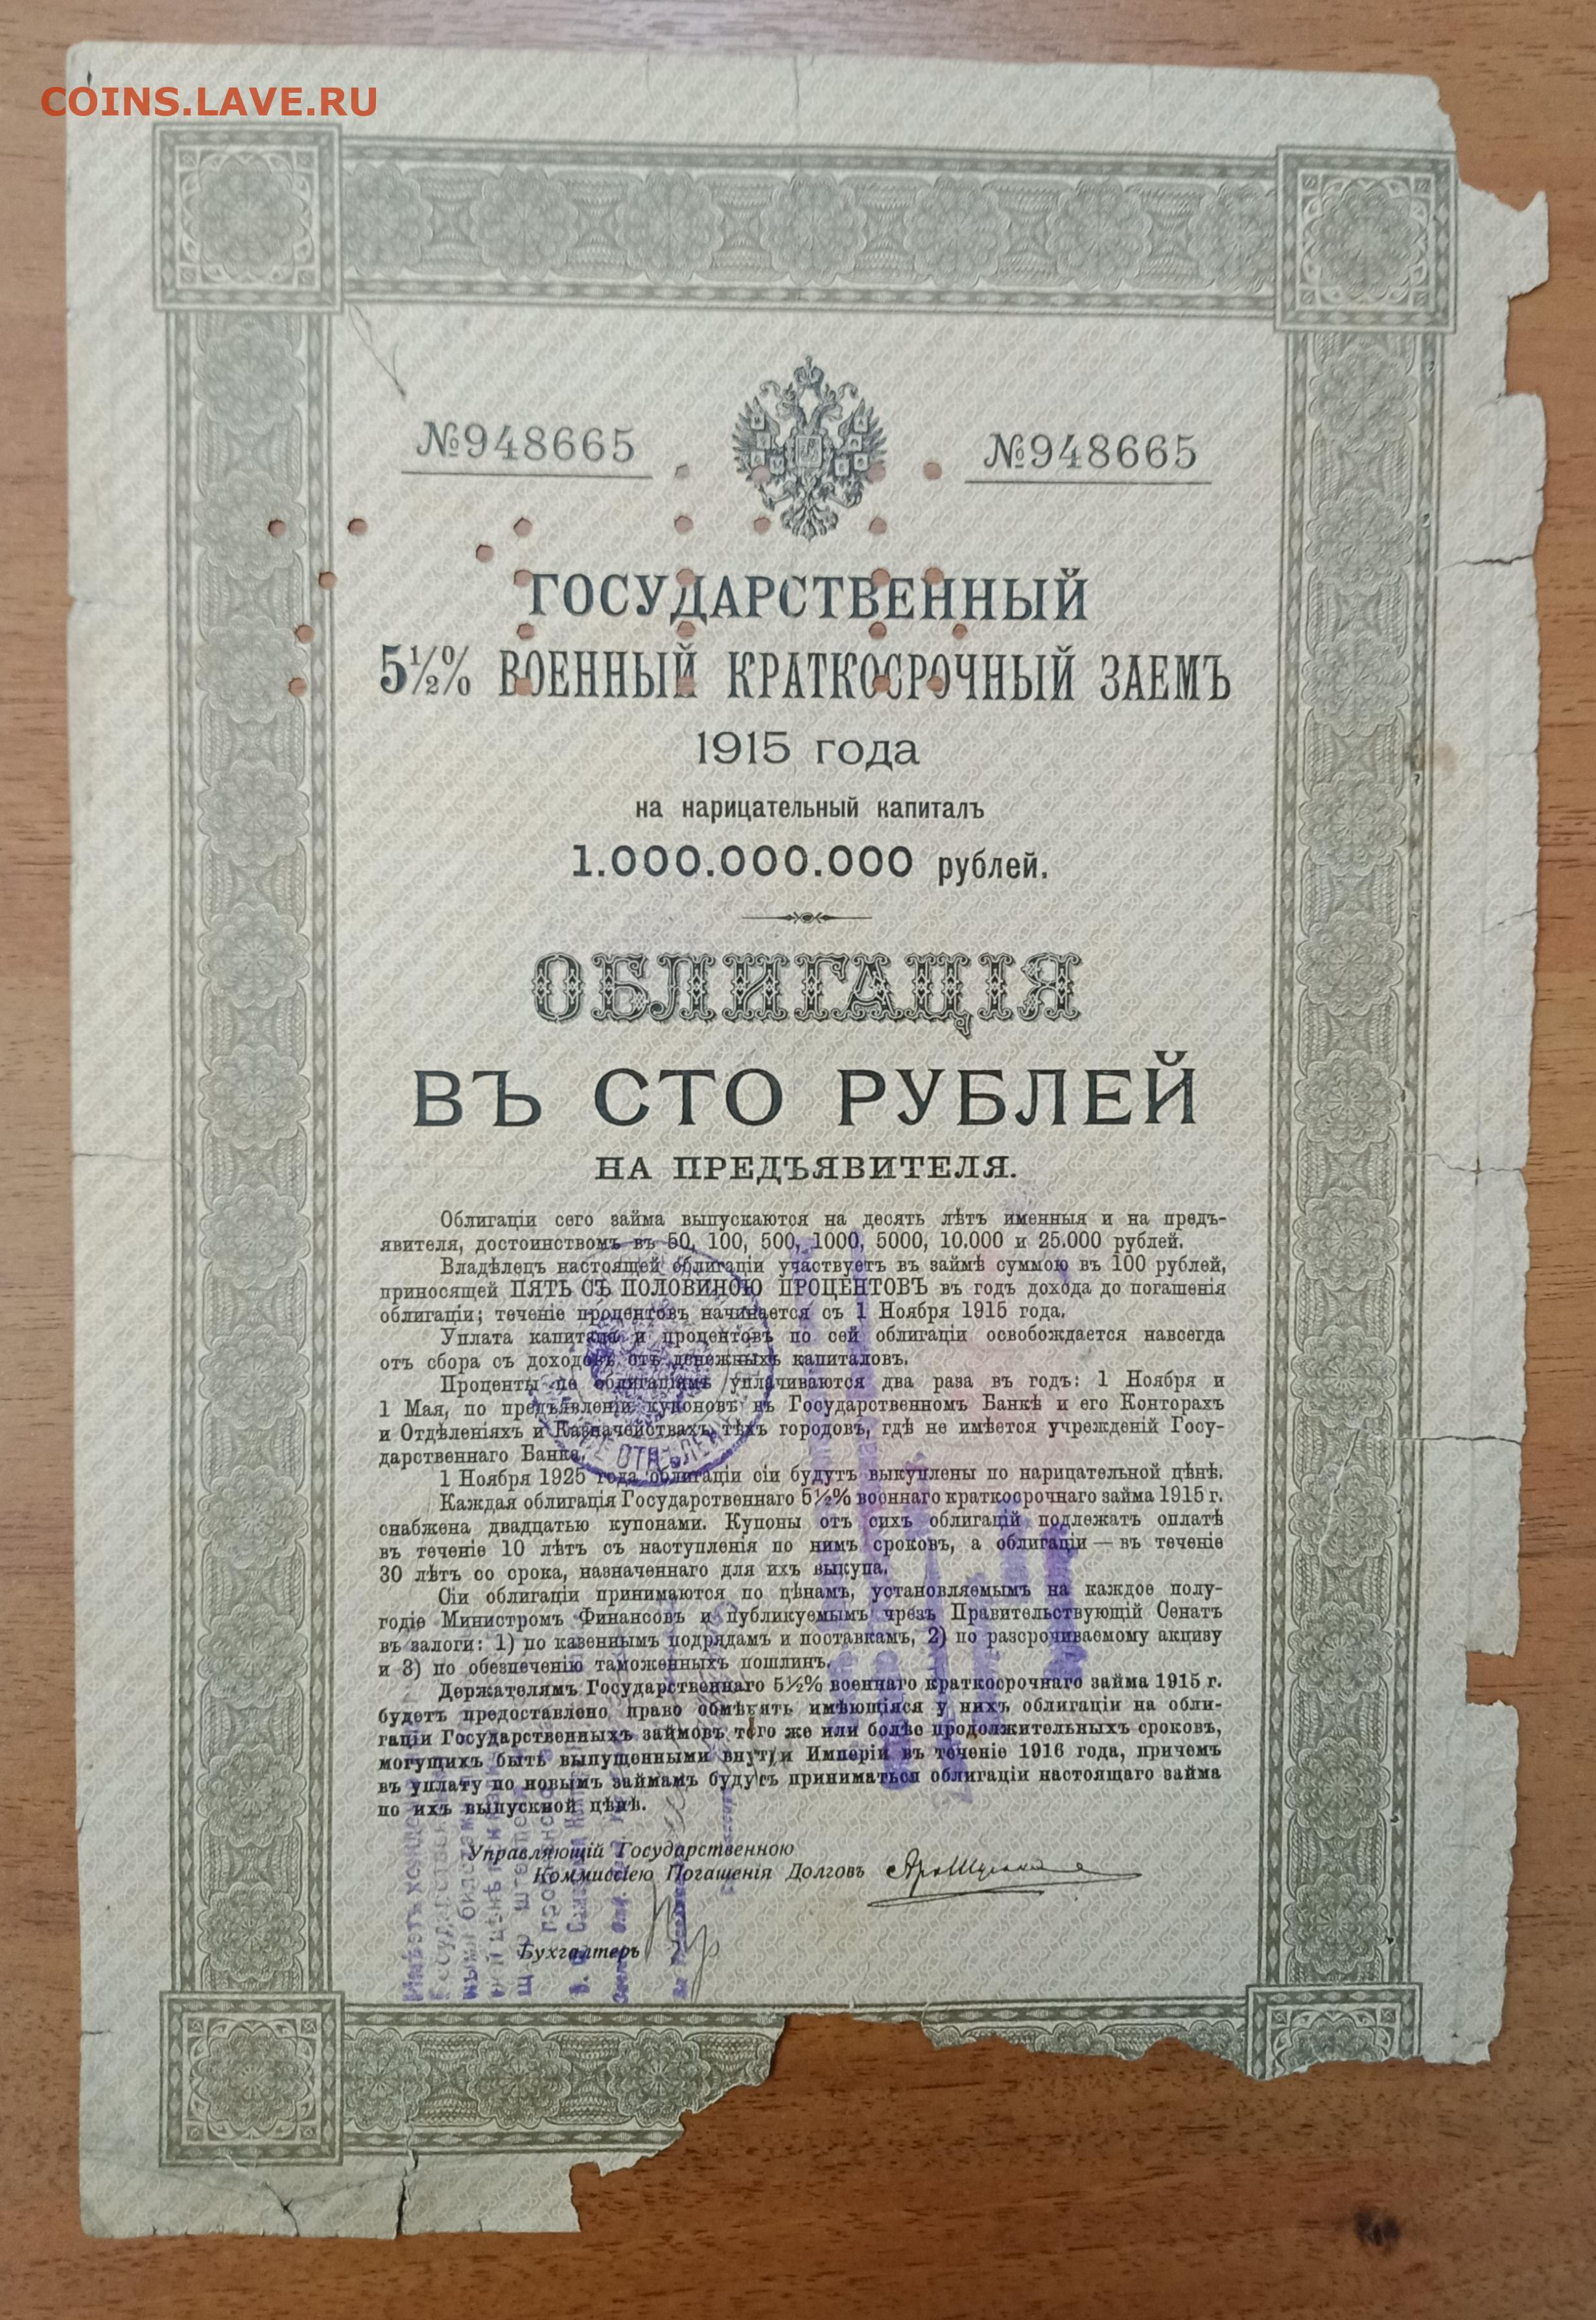 COINS.LAVE.RU
№948665 №948665
ГОСУДАРСТВЕННЫЙ
5½% ВОЕННЫЙ КРАТКОСРОЧНЫЙ ЗАЕМЪ
1915 года
на нарицательный капиталъ
1.000.000.000 рублей.
ОБЛИГАЦІЯ
ВЪ СТО РУБЛЕЙ
НА ПРЕДЪЯВИТЕЛЯ.
Облигаціи сего займа выпускаются на десять лѣтъ именныя и на предъ-
явителя, достоинствомъ въ 50, 100, 500, 1000, 5000, 10.000 и 25.000 рублей.
Владѣлецъ настоящей облигаціи участвуетъ въ займѣ суммою въ 100 рублей,
приносящей ПЯТЬ СЪ ПОЛОВИНОЮ ПРОЦЕНТОВЪ въ годъ дохода до погашенія
облигаціи; теченіе процентовъ начинается съ 1 Ноября 1915 года.
Уплата капитала и процентовъ по сей облигаціи освобождается навсегда
отъ сбора съ доходовъ отъ денежныхъ капиталовъ.
Проценты по облигаціямъ уплачиваются два раза въ годъ: 1 Ноября и
1 Мая, по предъявленіи купоновъ въ Государственномъ Банкѣ и его Конторахъ
и Отдѣленіяхъ и Казначействахъ тѣхъ городовъ, гдѣ не имѣется учрежденій Госу-
дарственнаго Банка.
1 Ноября 1925 года облигаціи сіи будутъ выкуплены по нарицательной цѣнѣ.
Каждая облигація Государственнаго 5½% военнаго краткосрочнаго займа 1915 г.
снабжена двадцатью купонами. Купоны отъ сихъ облигацій подлежатъ оплатѣ
въ теченіе 10 лѣтъ съ наступленія по нимъ сроковъ, а облигаціи — въ теченіе
30 лѣтъ со срока, назначеннаго для ихъ выкупа.
Сіи облигаціи принимаются по цѣнамъ, установляемымъ на каждое полу-
годіе Министромъ Финансовъ и публикуемымъ чрезъ Правительствующій Сенатъ
въ залоги: 1) по казеннымъ подрядамъ и поставкамъ, 2) по разсрочиваемому акцизу
и 3) по обезпеченію таможенныхъ пошлинъ.
Держателямъ Государственнаго 5½% военнаго краткосрочнаго займа 1915 г.
будетъ предоставлено право обмѣнять имѣющіяся у нихъ облигаціи на обли-
гаціи Государственныхъ займовъ того же или болѣе продолжительныхъ сроковъ,
могущихъ быть выпущенными внутри Имперіи въ теченіе 1916 года, причемъ
въ уплату по новымъ займамъ будутъ приниматься облигаціи настоящаго займа
по ихъ выпускной цѣнѣ.
Управляющій Государственною
Коммиссіею Погашенія Долговъ
Бухгалтеръ